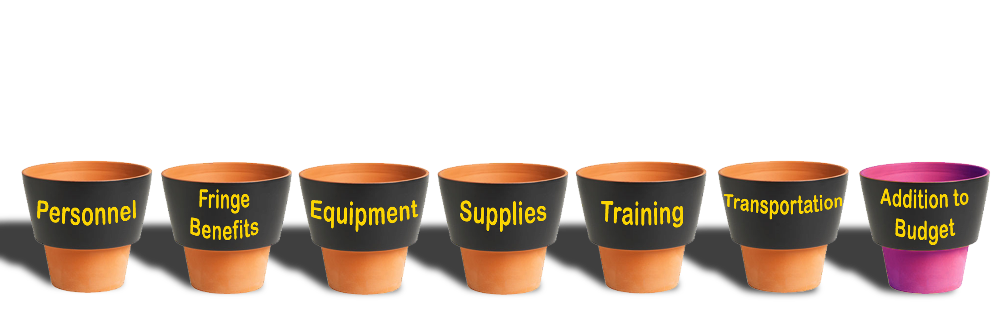 Personnel
Fringe
Benefits
Equipment
Supplies
Training
Transportation
Addition to
Budget